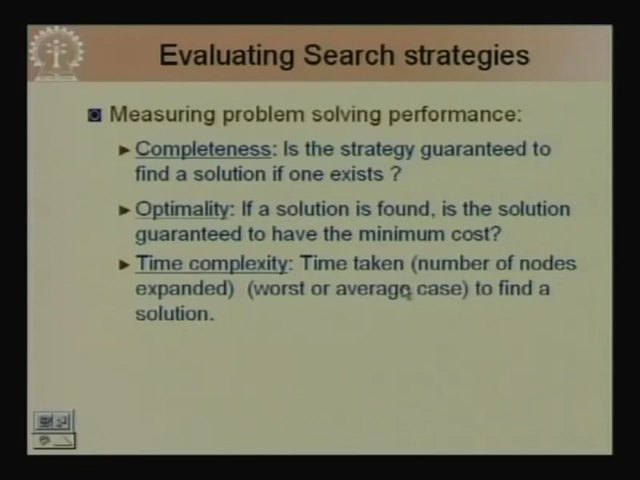 Evaluating Search strategies
Measuring problem solving performance:
Completeness: Is the strategy guaranteed to
find a solution if one exists ?
Optimality: If a solution is found, is the solution
guaranteed to have the minimum cost?
Time complexity: Time taken (number of nodes
expanded) (worst or average case) to find a
solution.